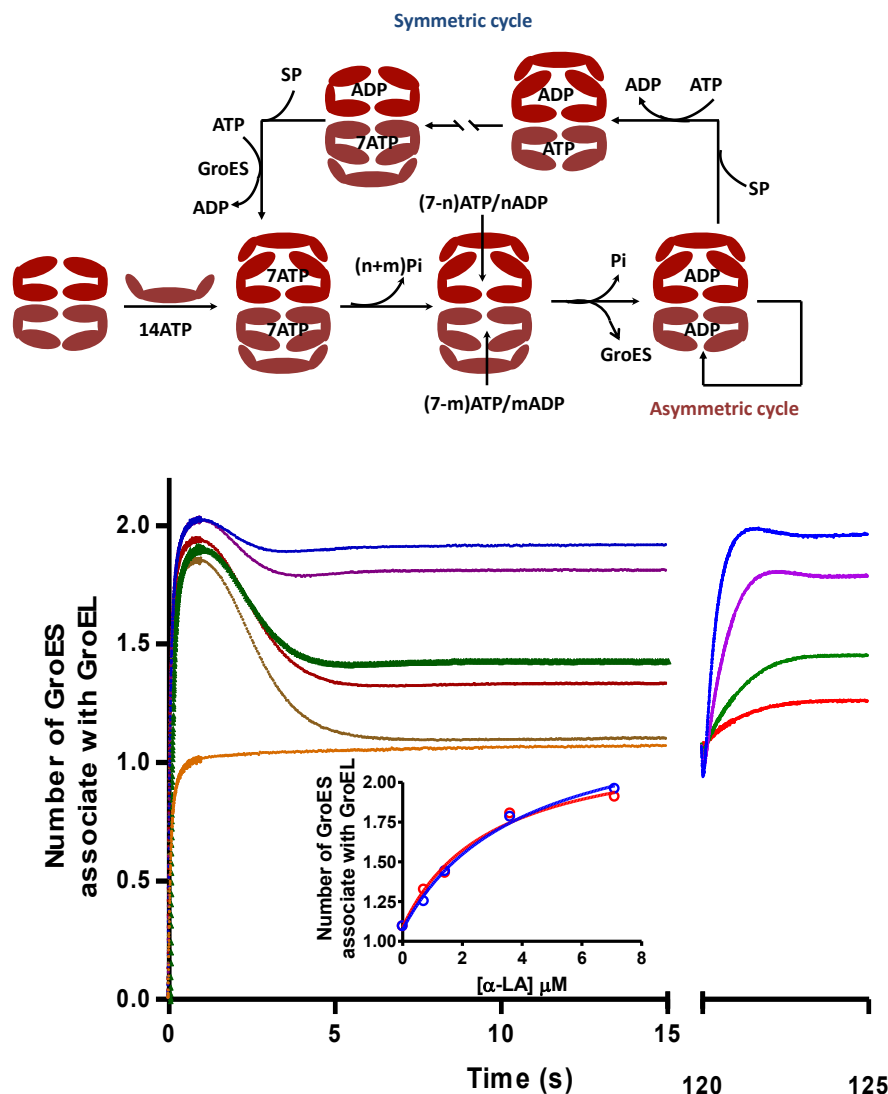 Symmetric cycle
SP
ADP
7ATP
ADP
ATP
ADP
ATP
ATP
GroES
ADP
SP
(7-n)ATP/nADP
14ATP
7ATP
7ATP
(n+m)Pi
Pi
GroES
ADP
ADP
(7-m)ATP/mADP
Asymmetric cycle
Number of GroES
associate with GroEL
2.0
1.5
1.0
0.5
0.0
Number of GroES
associate with GroEL
2.00
1.75
1.50
1.25
1.00
0
2
4
6
8
[α-LA] μM
0
5
10
15
120
125
Time (s)